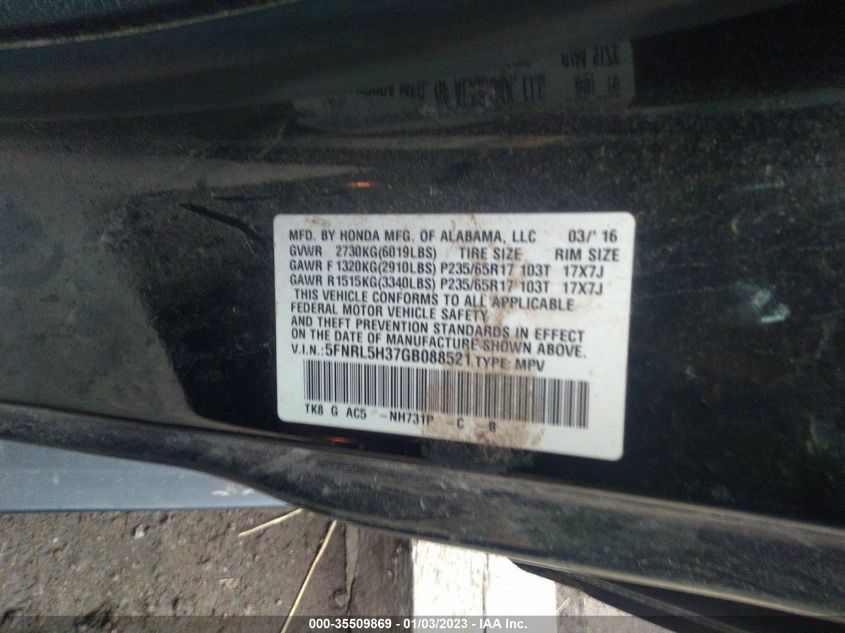 MFD. BY HONDA MFG. OF ALABAMA, LLC 03/'16
GVWR 2730KG(6019LBS) TIRE SIZE RIM SIZE
GAWR F 1320KG(2910LBS) P235/65R17 103T 17X7J
GAWR R1515KG(3340LBS) P235/65R17 103T 17X7J
THIS VEHICLE CONFORMS TO ALL APPLICABLE
FEDERAL MOTOR VEHICLE SAFETY
AND THEFT PREVENTION STANDARDS IN EFFECT
ON THE DATE OF MANUFACTURE SHOWN ABOVE.
V.I.N.:5FNRL5H37GB088521 TYPE: MPV
TK8 G AC5 -NH731P -C -B
000-35509869 - 01/03/2023 - IAA Inc.